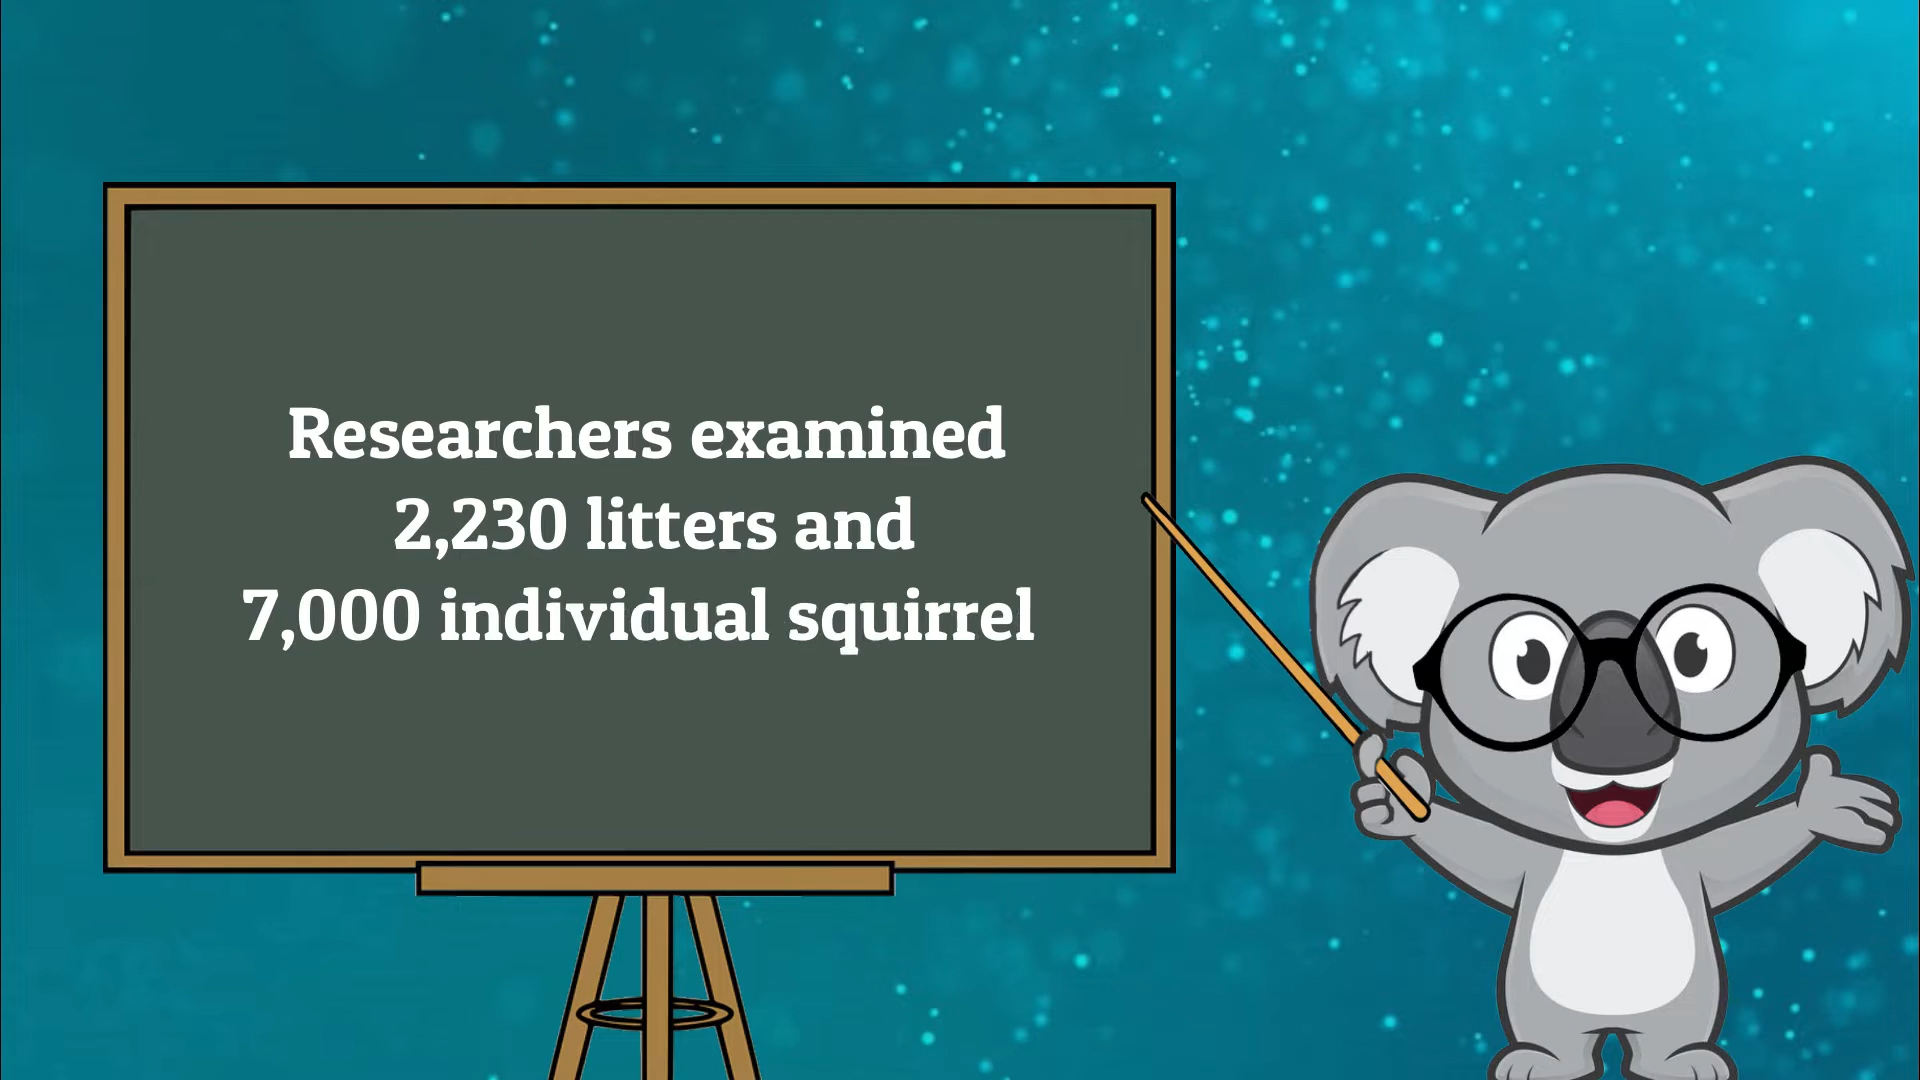 Researchers examined
2,230 litters and
7,000 individual squirrel